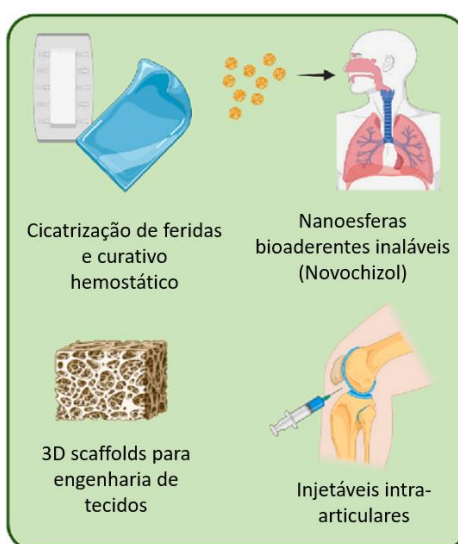 Cicatrização de feridas
e curativo
hemostático
Nanoesferas
bioaderentes inaláveis
(Novochizol)
3D scaffolds para
engenharia de
tecidos
Injetáveis intra-
articulares